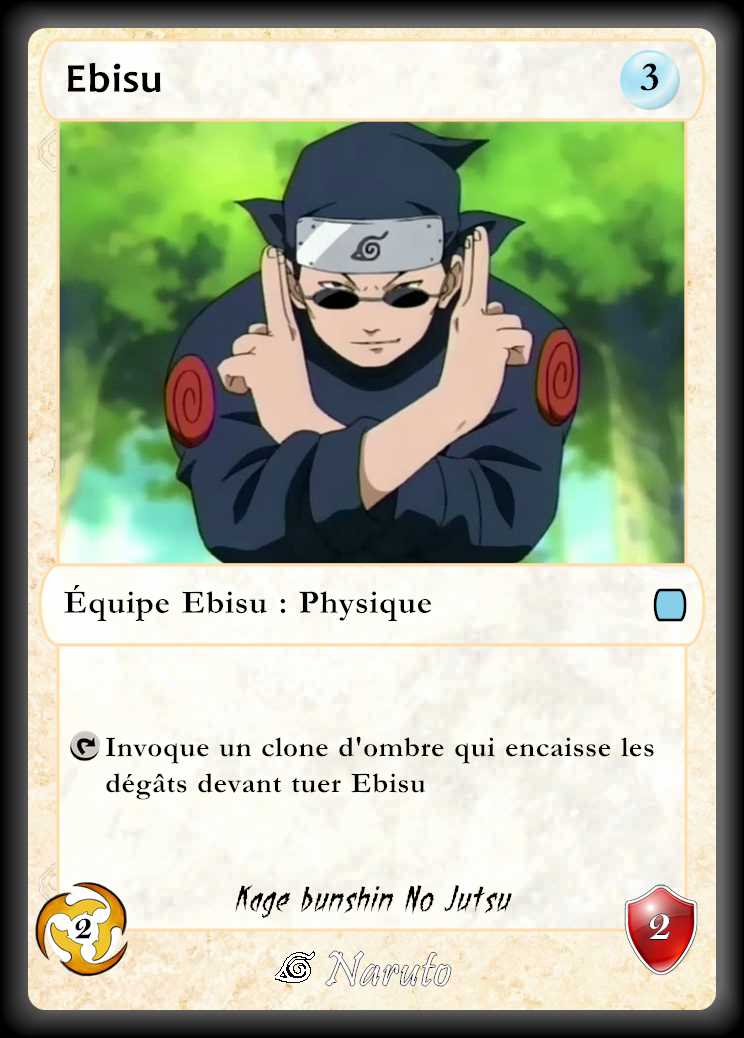 Ebisu
3
Équipe Ebisu : Physique
Invoque un clone d'ombre qui encaisse les
dégâts devant tuer Ebisu
Kage bunshin No Jutsu
2
2
Naruto